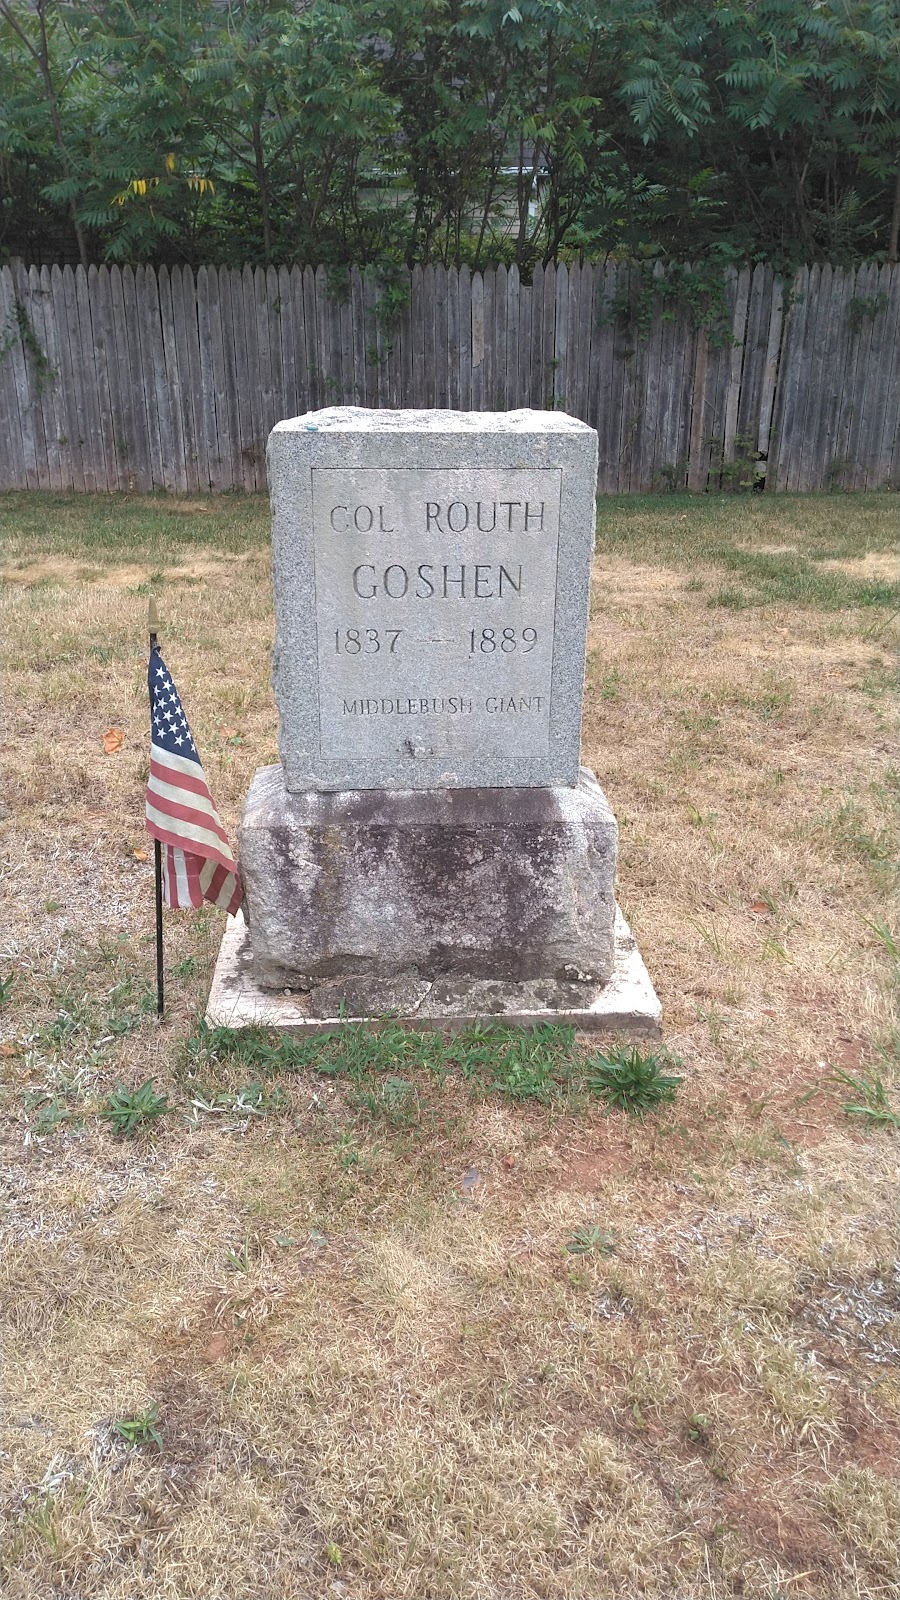 COL ROUTH
GOSHEN
1837 — 1889
MIDDLEBUSH GIANT